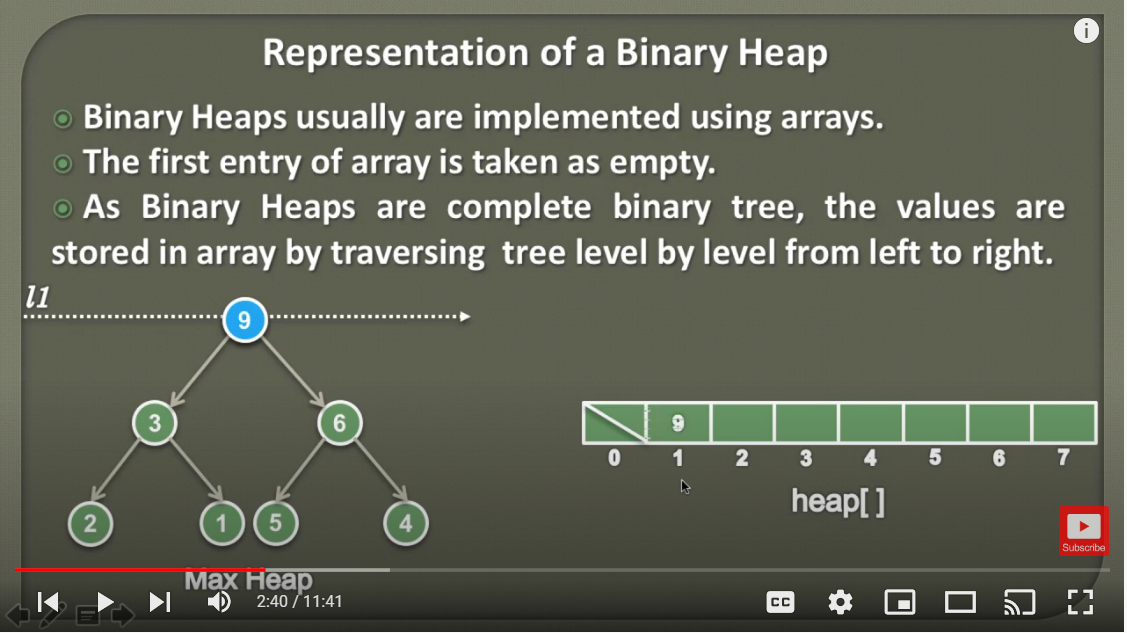 Representation of a Binary Heap
Binary Heaps usually are implemented using arrays.
The first entry of array is taken as empty.
As Binary Heaps are complete binary tree, the values are
stored in array by traversing tree level by level from left to right.
l1
9
3 6
2 1 5 4
Max Heap
9
0 1 2 3 4 5 6 7
heap[ ]
Subscribe
2:40 / 11:41
CC